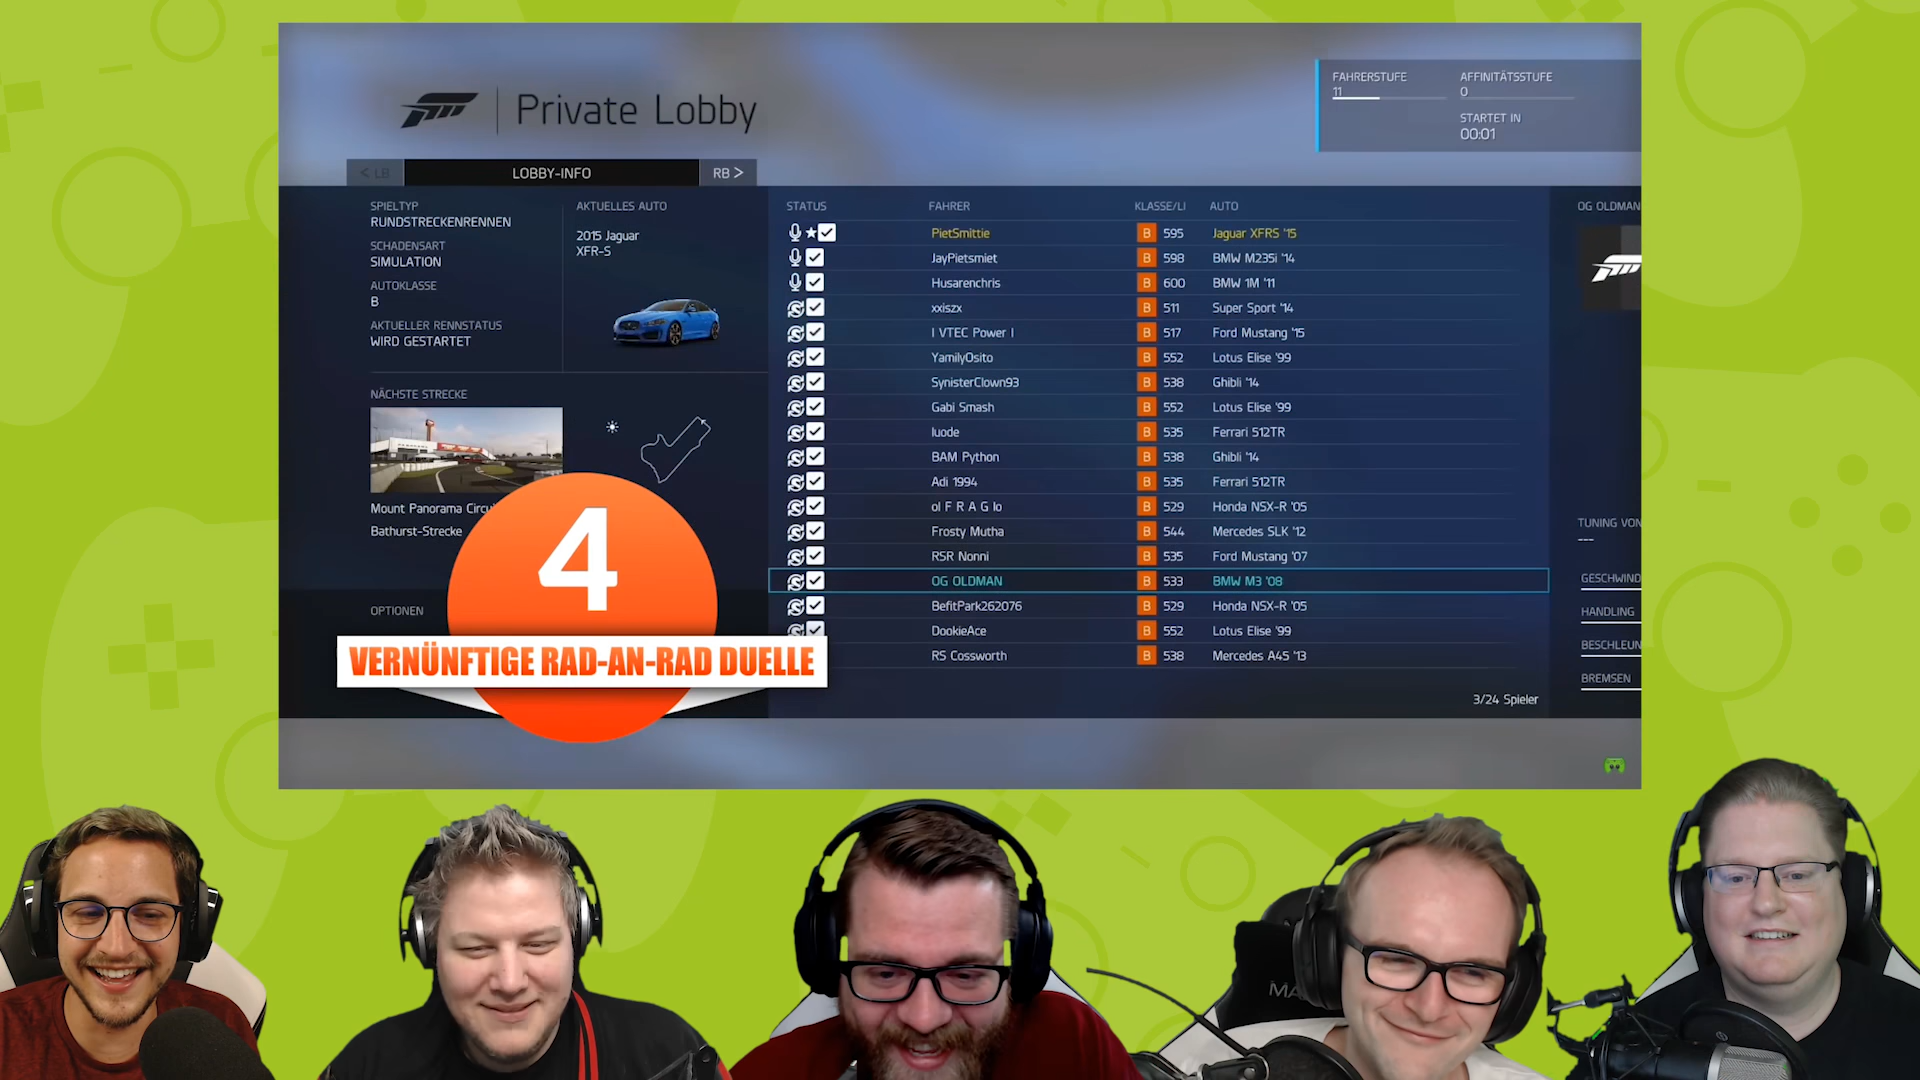 Private Lobby
FAHRERSTUFE
11
AFFINITÄTSSTUFE
0
STARTET IN
00:01
< LB
LOBBY-INFO
RB >
SPIELTYP
RUNDSTRECKENRENNEN
SCHADENSART
SIMULATION
AUTOKLASSE
B
AKTUELLER RENNSTATUS
WIRD GESTARTET
AKTUELLES AUTO
2015 Jaguar
XFR-S
NÄCHSTE STRECKE
Mount Panorama
Bathurst-Strecke
OPTIONEN
STATUS FAHRER KLASSE/LI AUTO
PietSmittie B 595 Jaguar XFRS '15
JayPietsmiet B 598 BMW M235i '14
Husarenchris B 600 BMW 1M '11
xxiszx B 511 Super Sport '14
I VTEC Power I B 517 Ford Mustang '15
YamilyOsito B 552 Lotus Elise '99
SynisterClown93 B 538 Ghibli '14
Gabi Smash B 552 Lotus Elise '99
luode B 535 Ferrari 512TR
BAM Python B 538 Ghibli '14
Adi 1994 B 535 Ferrari 512TR
ol F R A G lo B 529 Honda NSX-R '05
Frosty Mutha B 544 Mercedes SLK '12
RSR Nonni B 535 Ford Mustang '07
OG OLDMAN B 533 BMW M3 '08
BefitPark262076 B 529 Honda NSX-R '05
DookieAce B 552 Lotus Elise '99
RS Cossworth B 538 Mercedes A45 '13
3/24 Spieler
OG OLDMAN
TUNING VON
---
GESCHWIND
HANDLING
BESCHLEUN
BREMSEN
4
VERNÜNFTIGE RAD-AN-RAD DUELLE